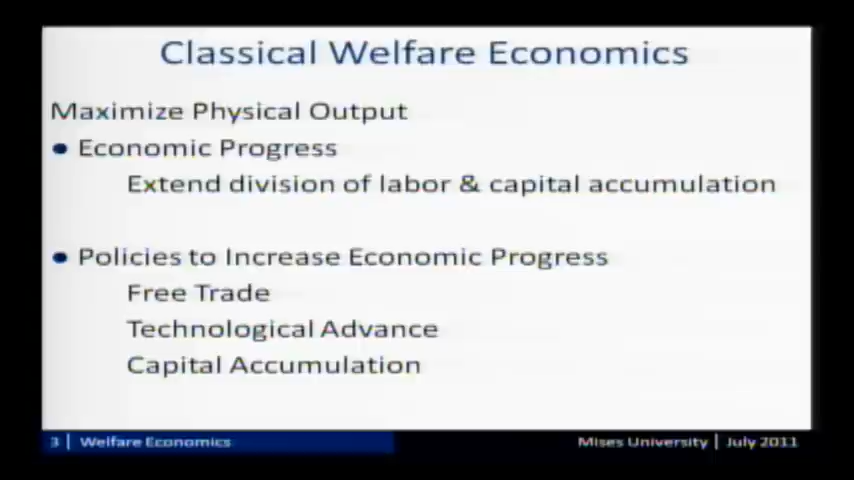 Classical Welfare Economics
Maximize Physical Output
● Economic Progress
Extend division of labor & capital accumulation
● Policies to Increase Economic Progress
Free Trade
Technological Advance
Capital Accumulation
3 | Welfare Economics
Mises University | July 2011